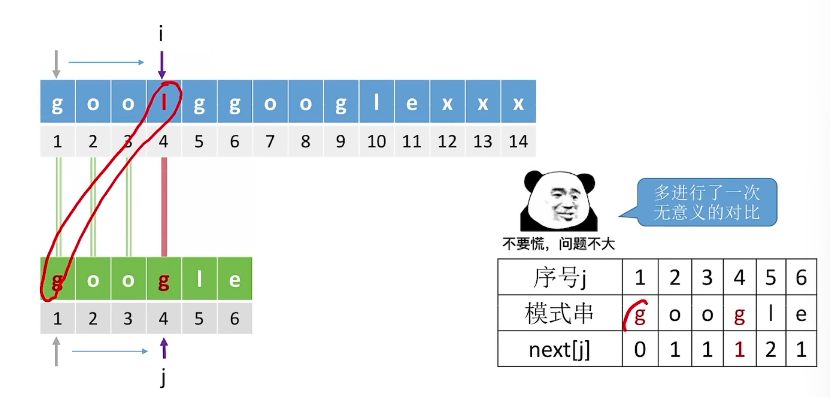 i
g o o l g g o o g l e x x x
1 2 3 4 5 6 7 8 9 10 11 12 13 14
多进行了一次
无意义的对比
不要慌，问题不大
g o o g l e
1 2 3 4 5 6
j
序号j 1 2 3 4 5 6
模式串 g o o g l e
next[j] 0 1 1 1 2 1